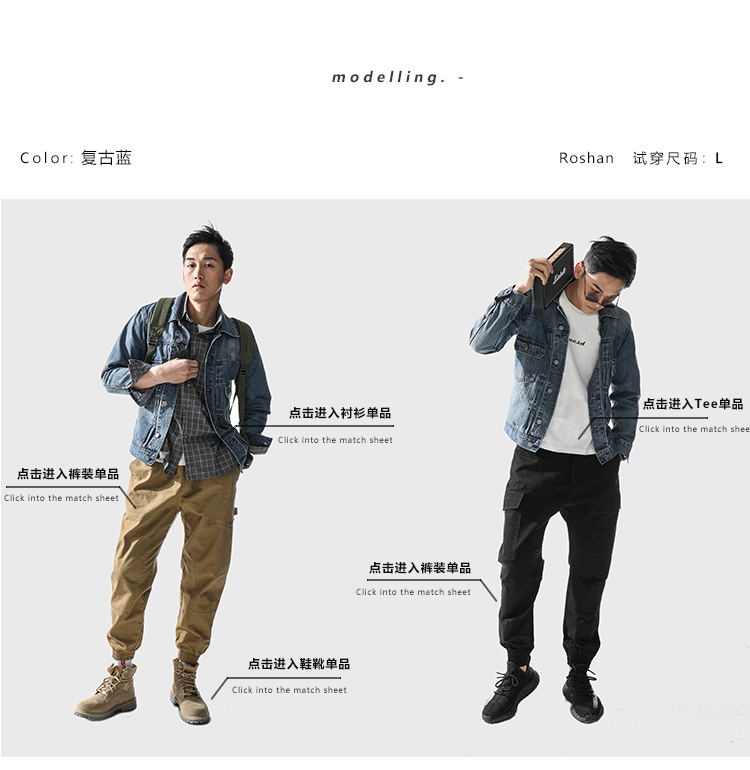 modelling. -
Color: 复古蓝
Roshan 试穿尺码: L
点击进入衬衫单品
Click into the match sheet
点击进入Tee单品
Click into the match shee
点击进入裤装单品
Click into the match sheet
点击进入裤装单品
Click into the match sheet
点击进入鞋靴单品
Click into the match sheet